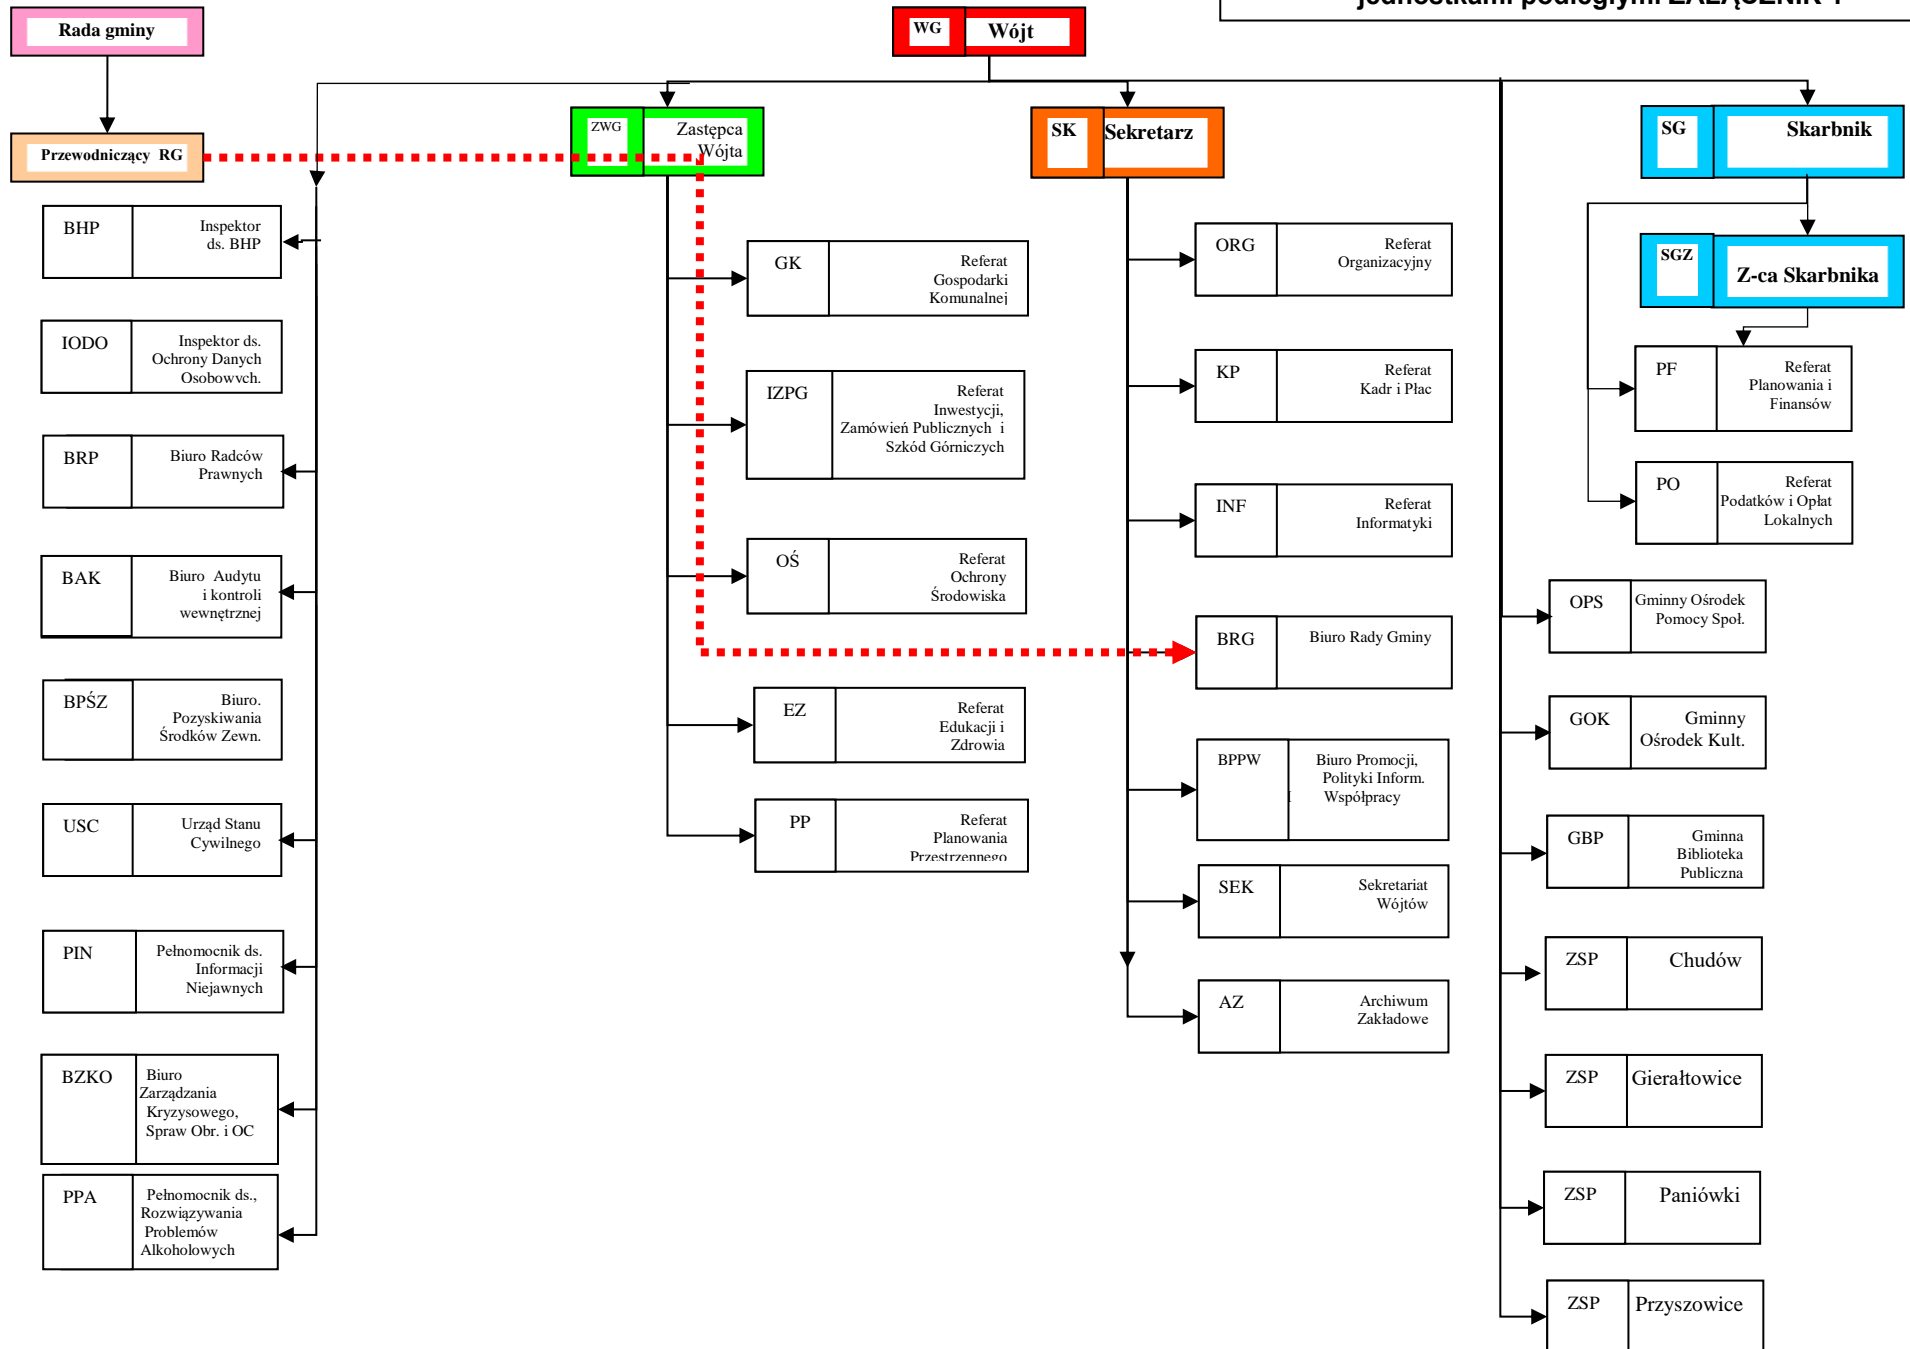 jednostkami podległymi ZAŁĄCZNIK 1
Rada gminy
WG
Wójt
Przewodniczący RG
ZWG
Zastępca
Wójta
SK
Sekretarz
SG
Skarbnik
SGZ
Z-ca Skarbnika
BHP
Inspektor
ds. BHP
IODO
Inspektor ds.
Ochrony Danych
Osobowych.
BRP
Biuro Radców
Prawnych
BAK
Biuro Audytu
i kontroli
wewnętrznej
BPŚZ
Biuro.
Pozyskiwania
Środków Zewn.
USC
Urząd Stanu
Cywilnego
PIN
Pełnomocnik ds.
Informacji
Niejawnych
BZKO
Biuro
Zarządzania
Kryzysowego,
Spraw Obr. i OC
PPA
Pełnomocnik ds.,
Rozwiązywania
Problemów
Alkoholowych
GK
Referat
Gospodarki
Komunalnej
IZPG
Referat
Inwestycji,
Zamówień Publicznych i
Szkód Górniczych
OŚ
Referat
Ochrony
Środowiska
EZ
Referat
Edukacji i
Zdrowia
PP
Referat
Planowania
Przestrzennego
ORG
Referat
Organizacyjny
KP
Referat
Kadr i Płac
INF
Referat
Informatyki
BRG
Biuro Rady Gminy
BPPW
Biuro Promocji,
Polityki Inform.
I Współpracy
SEK
Sekretariat
Wójtów
AZ
Archiwum
Zakładowe
PF
Referat
Planowania i
Finansów
PO
Referat
Podatków i Opłat
Lokalnych
OPS
Gminny Ośrodek
Pomocy Społ.
GOK
Gminny
Ośrodek Kult.
GBP
Gminna
Biblioteka
Publiczna
ZSP
Chudów
ZSP
Gierałtowice
ZSP
Paniówki
ZSP
Przyszowice